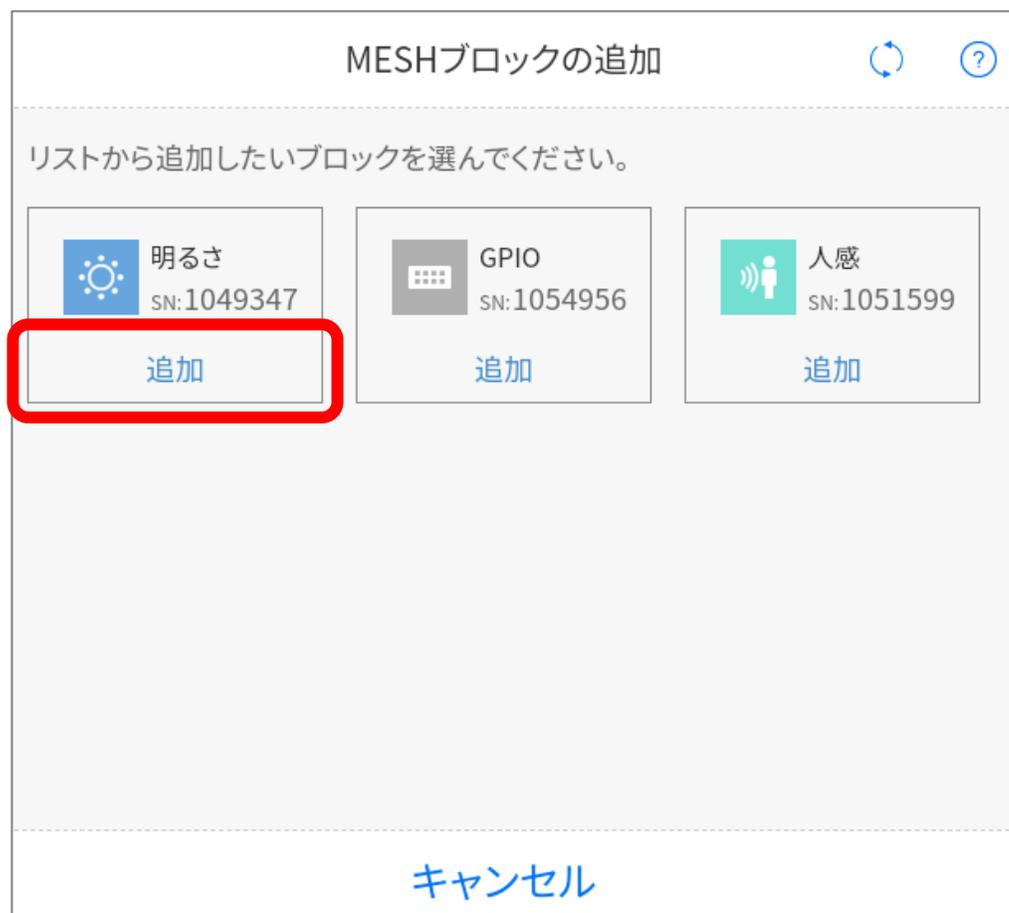 MESHブロックの追加
?
リストから追加したいブロックを選んでください。
明るさ
SN:1049347
追加
GPIO
SN:1054956
追加
人感
SN:1051599
追加
キャンセル